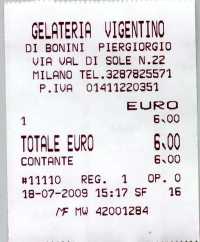 GELATERIA VIGENTINO
DI BONINI PIERGIORGIO
VIA VAL DI SOLE N.22
MILANO TEL.3287825571
P.IVA 01411220351
EURO
1 6,00
TOTALE EURO 6,00
CONTANTE 6,00
#11110 REG. 1 OP. 0
18-07-2009 15:17 SF 16
MF MW 42001284